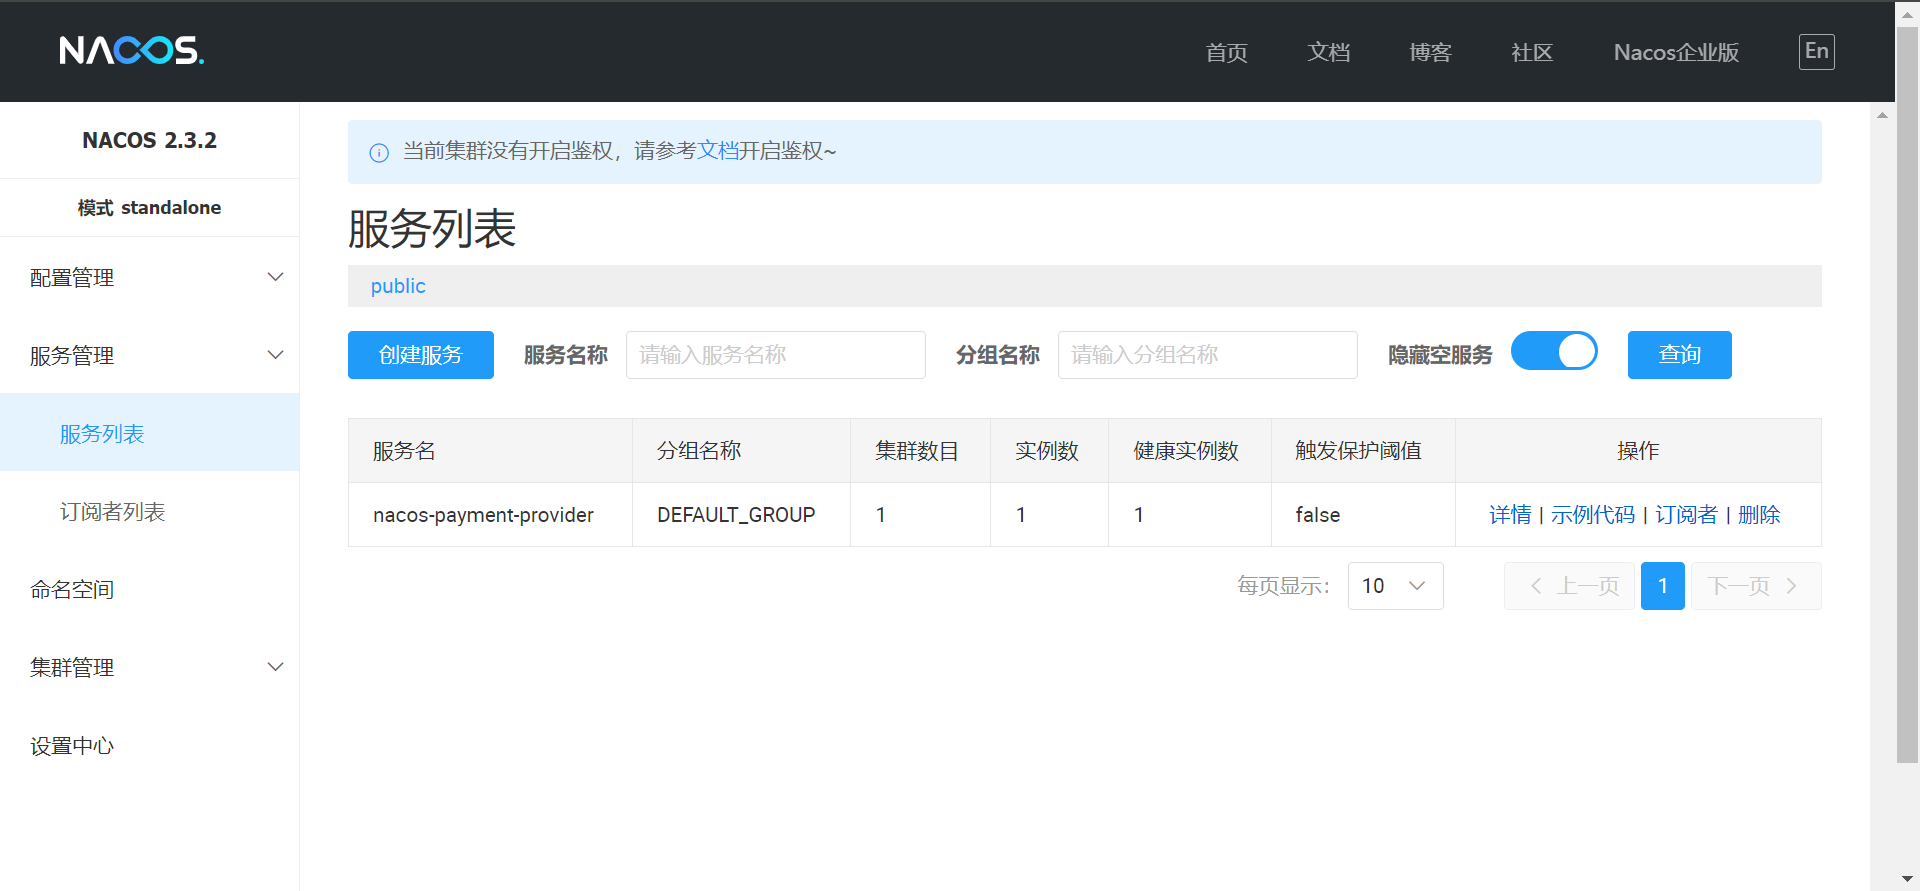 NACOS.
首页 文档 博客 社区 Nacos企业版 En
NACOS 2.3.2
模式 standalone
配置管理
服务管理
服务列表
订阅者列表
命名空间
集群管理
设置中心
当前集群没有开启鉴权，请参考文档开启鉴权~
服务列表
public
创建服务 服务名称 请输入服务名称 分组名称 请输入分组名称 隐藏空服务 查询
服务名 分组名称 集群数目 实例数 健康实例数 触发保护阈值 操作
nacos-payment-provider DEFAULT_GROUP 1 1 1 false 详情 | 示例代码 | 订阅者 | 删除
每页显示： 10 上一页 1 下一页